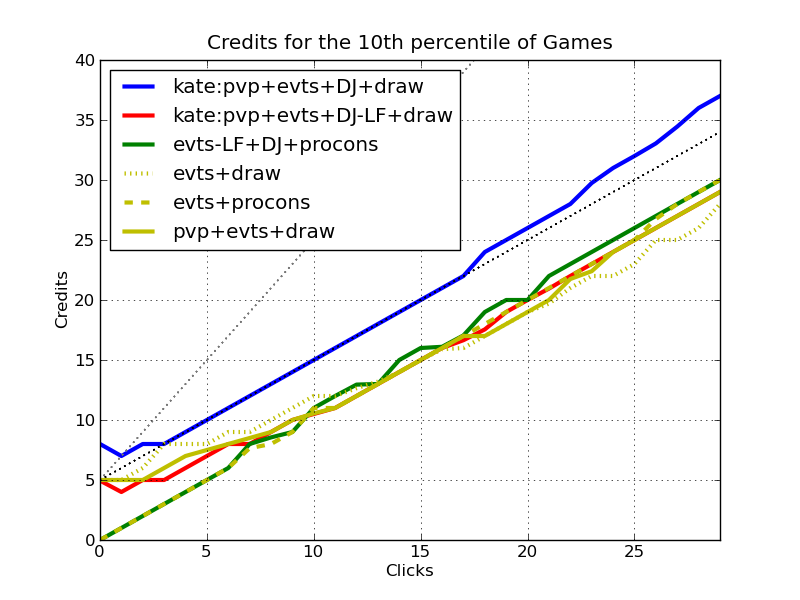 Credits for the 10th percentile of Games
40
35
30
25
20
15
10
5
0
Credits
kate:pvp+evts+DJ+draw
kate:pvp+evts+DJ-LF+draw
evts-LF+DJ+procons
evts+draw
evts+procons
pvp+evts+draw
0 5 10 15 20 25
Clicks